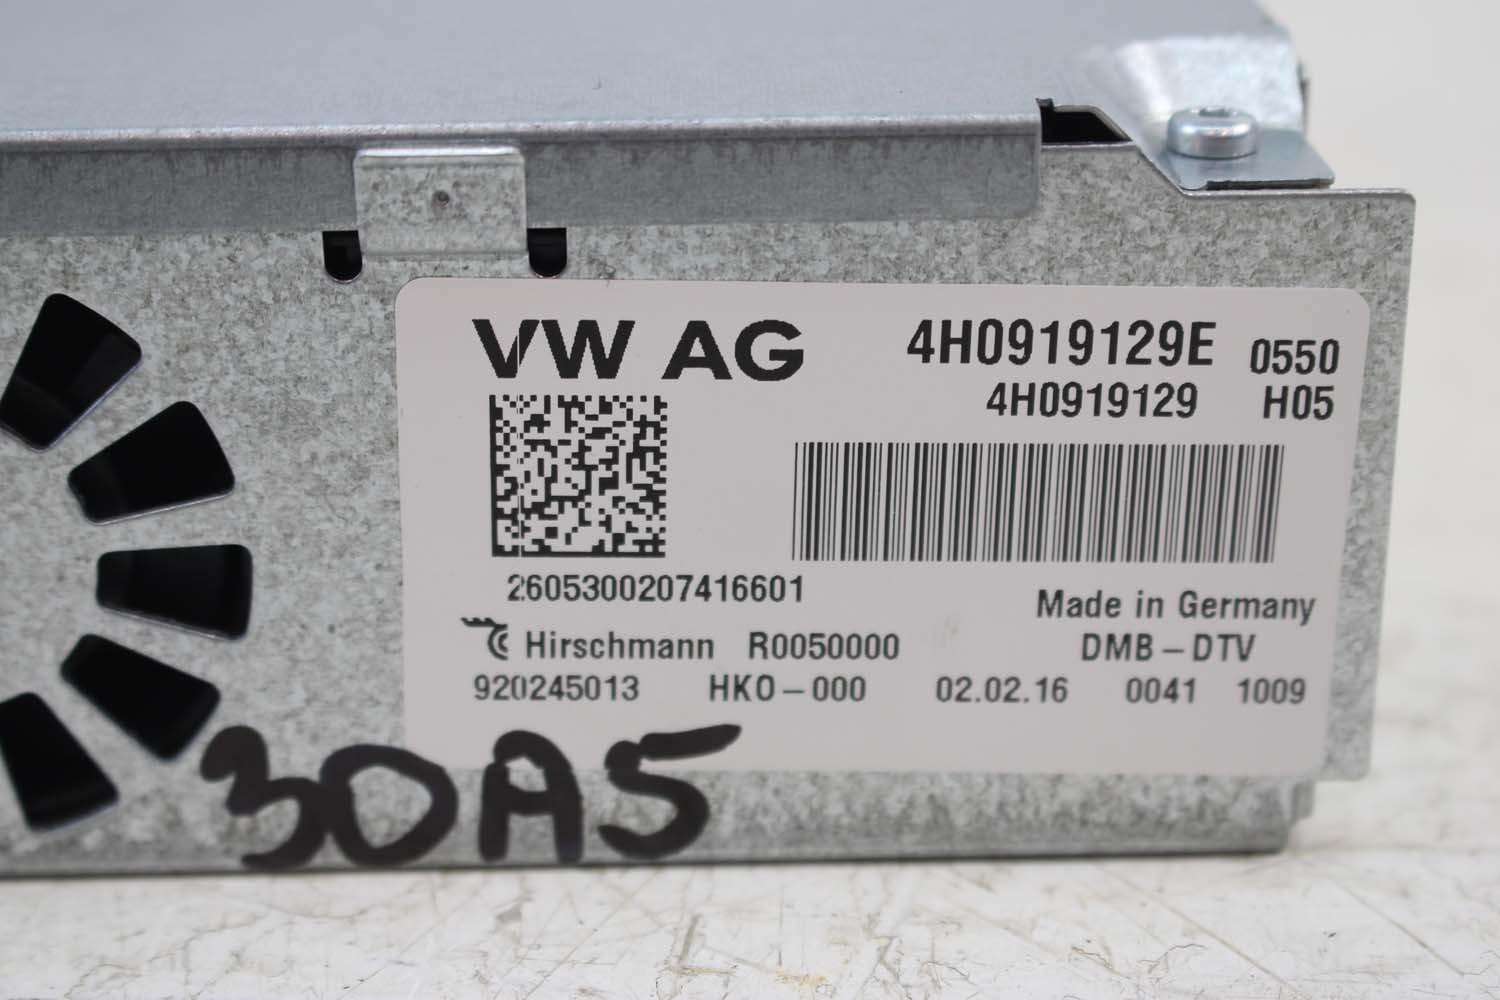 VW AG 4H0919129E 0550
4H0919129 H05
2605300207416601
Made in Germany
Hirschmann R0050000 DMB-DTV
920245013 HK0-000 02.02.16 0041 1009
30A5